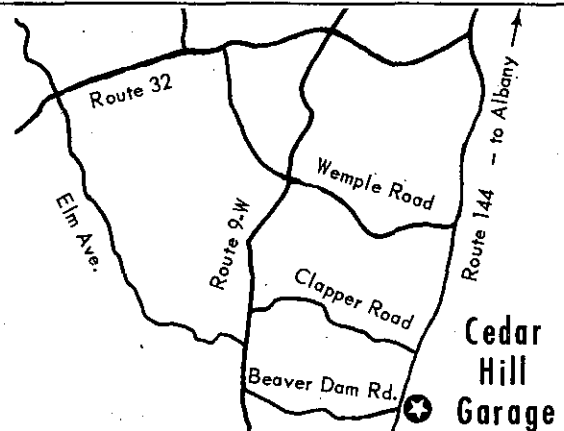 Route 32
– to Albany
Wemple Road
Elm Ave.
Route 9-W
Route 144
Clapper Road
Cedar
Hill
Garage
Beaver Dam Rd.